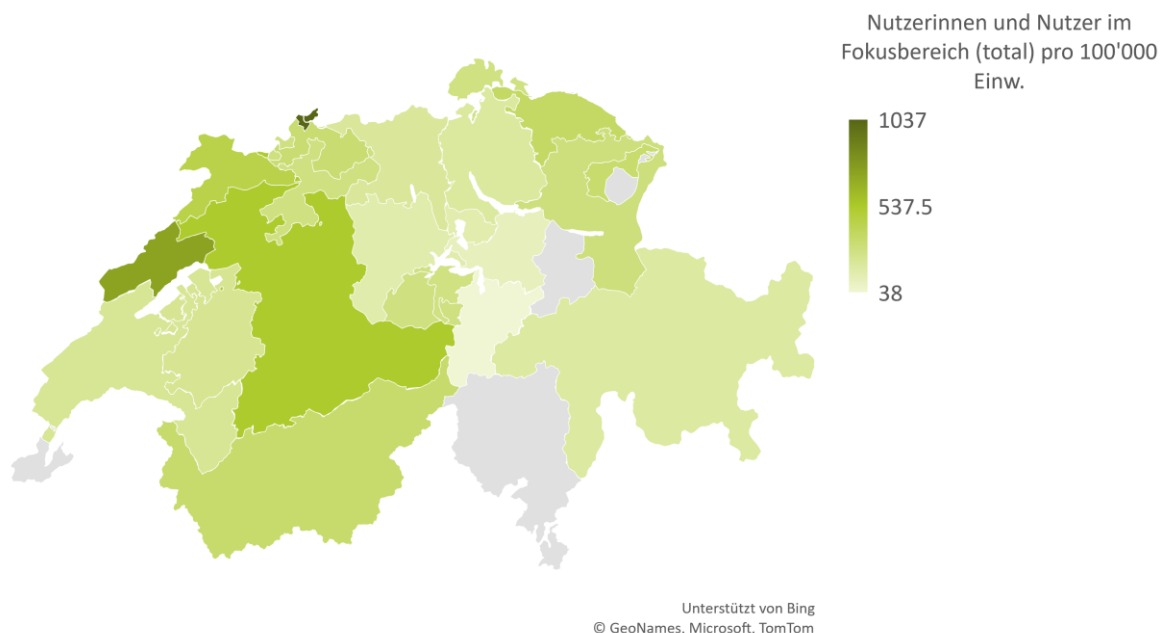 Nutzerinnen und Nutzer im
Fokusbereich (total) pro 100'000
Einw.
1037
537.5
38
Unterstützt von Bing
© GeoNames, Microsoft, TomTom